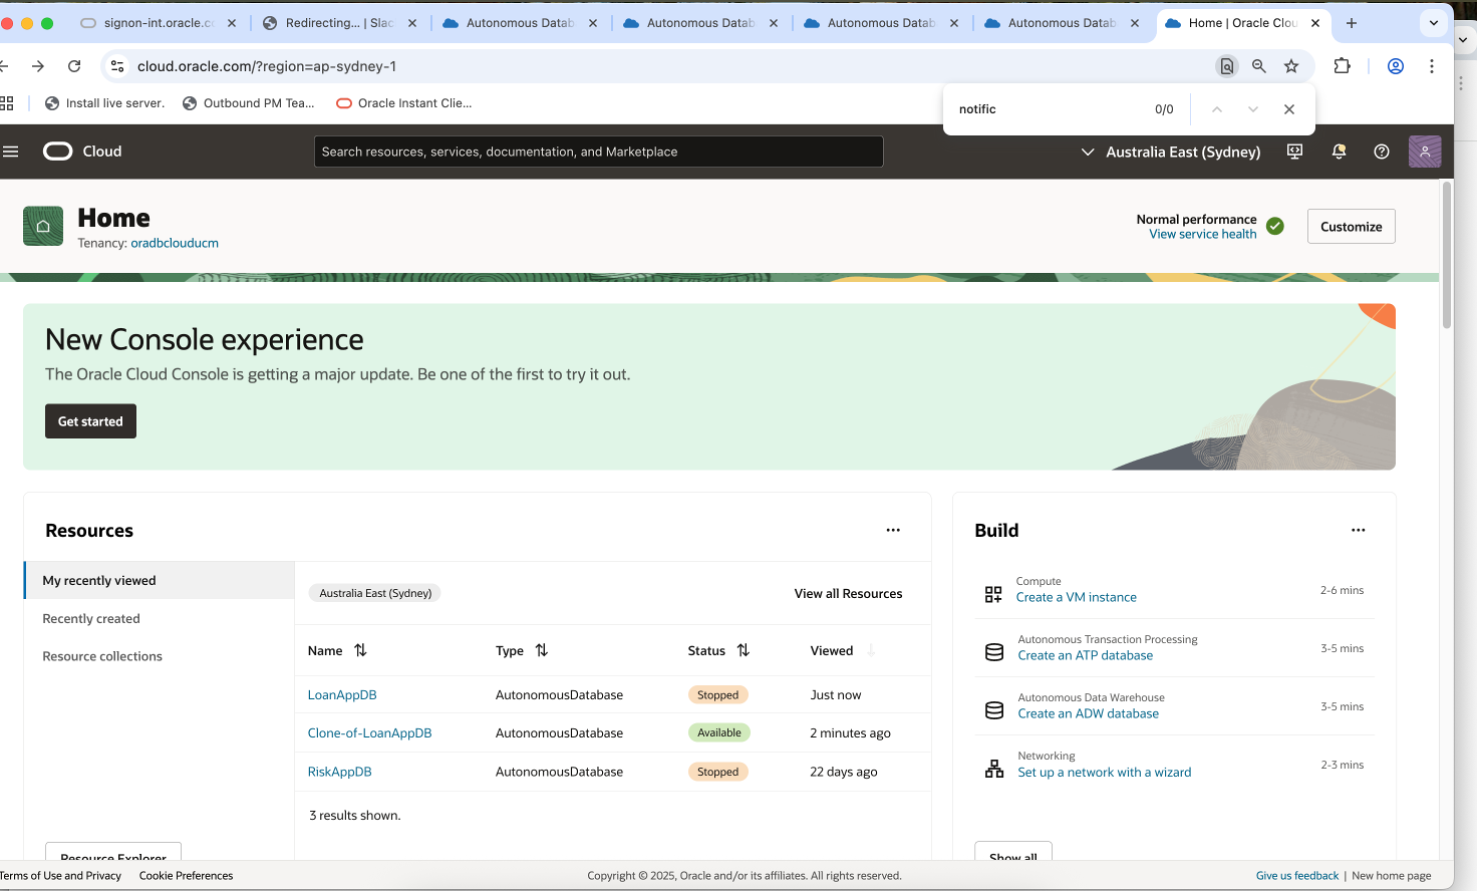 signon-int.oracle.co
Redirecting... | Slac
Autonomous Datab
Autonomous Datab
Autonomous Datab
Autonomous Datab
Home | Oracle Clou
cloud.oracle.com/?region=ap-sydney-1
Install live server.
Outbound PM Tea...
Oracle Instant Clie...
notific
0/0
Cloud
Search resources, services, documentation, and Marketplace
Australia East (Sydney)
Home
Tenancy: oradbclouducm
Normal performance
View service health
Customize
New Console experience
The Oracle Cloud Console is getting a major update. Be one of the first to try it out.
Get started
Resources
My recently viewed
Recently created
Resource collections
Australia East (Sydney)
View all Resources
Name Type Status Viewed
LoanAppDB AutonomousDatabase Stopped Just now
Clone-of-LoanAppDB AutonomousDatabase Available 2 minutes ago
RiskAppDB AutonomousDatabase Stopped 22 days ago
3 results shown.
Resource Explorer
Build
Compute
Create a VM instance
2-6 mins
Autonomous Transaction Processing
Create an ATP database
3-5 mins
Autonomous Data Warehouse
Create an ADW database
3-5 mins
Networking
Set up a network with a wizard
2-3 mins
Show all
Terms of Use and Privacy
Cookie Preferences
Copyright © 2025, Oracle and/or its affiliates. All rights reserved.
Give us feedback | New home page